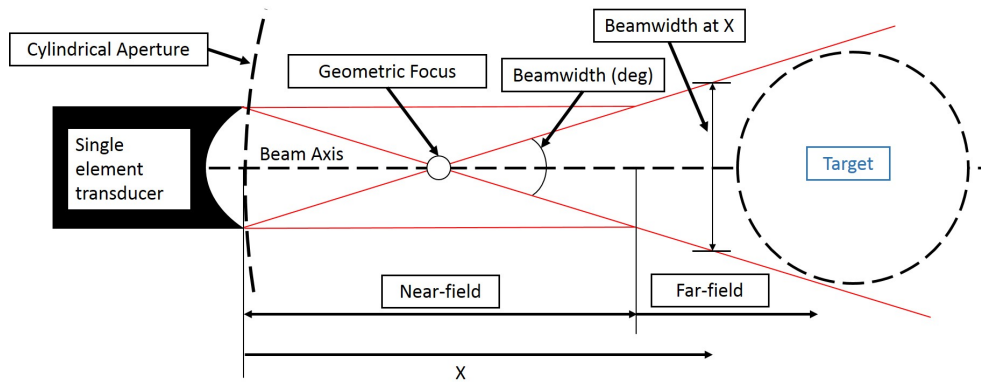 Cylindrical Aperture
Geometric Focus
Beamwidth at X
Beamwidth (deg)
Single
element
transducer
Beam Axis
Target
Near-field
Far-field
X